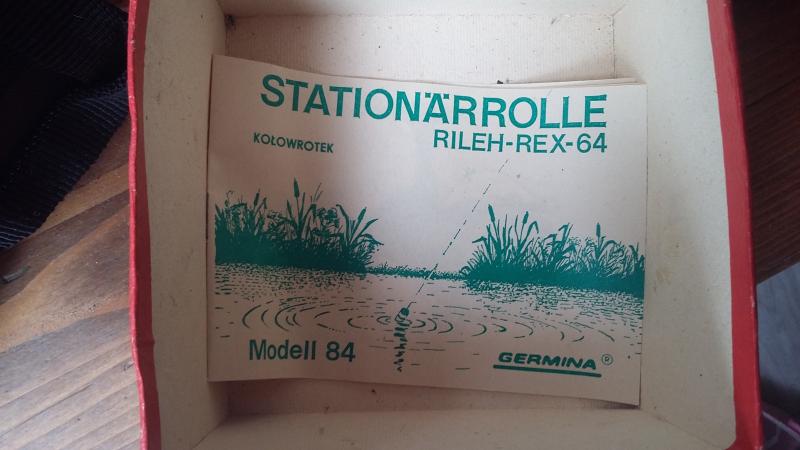 STATIONÄRROLLE
RILEH-REX-64
KOŁOWROTEK
Modell 84
GERMINA ®